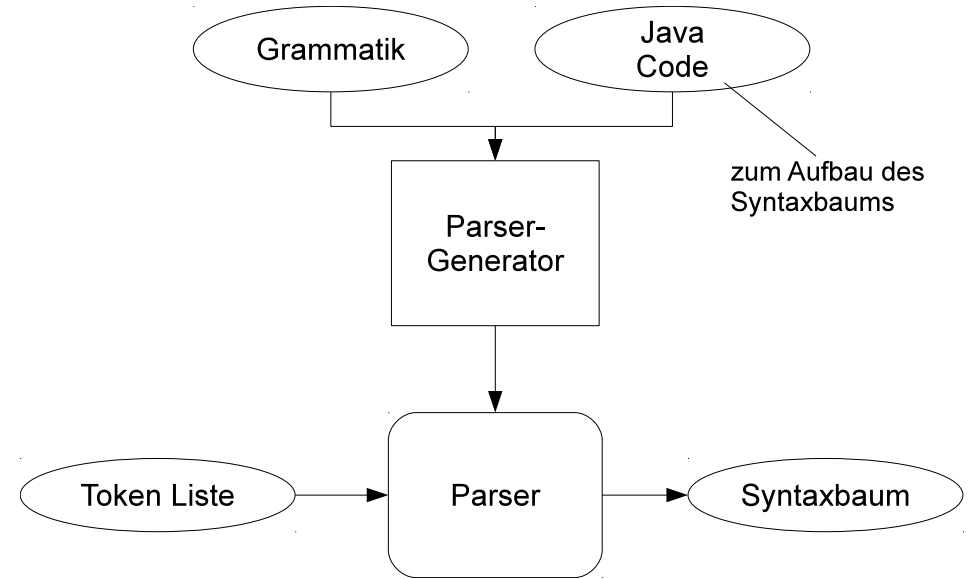 Grammatik
Java
Code
zum Aufbau des
Syntaxbaums
Parser-
Generator
Token Liste
Parser
Syntaxbaum